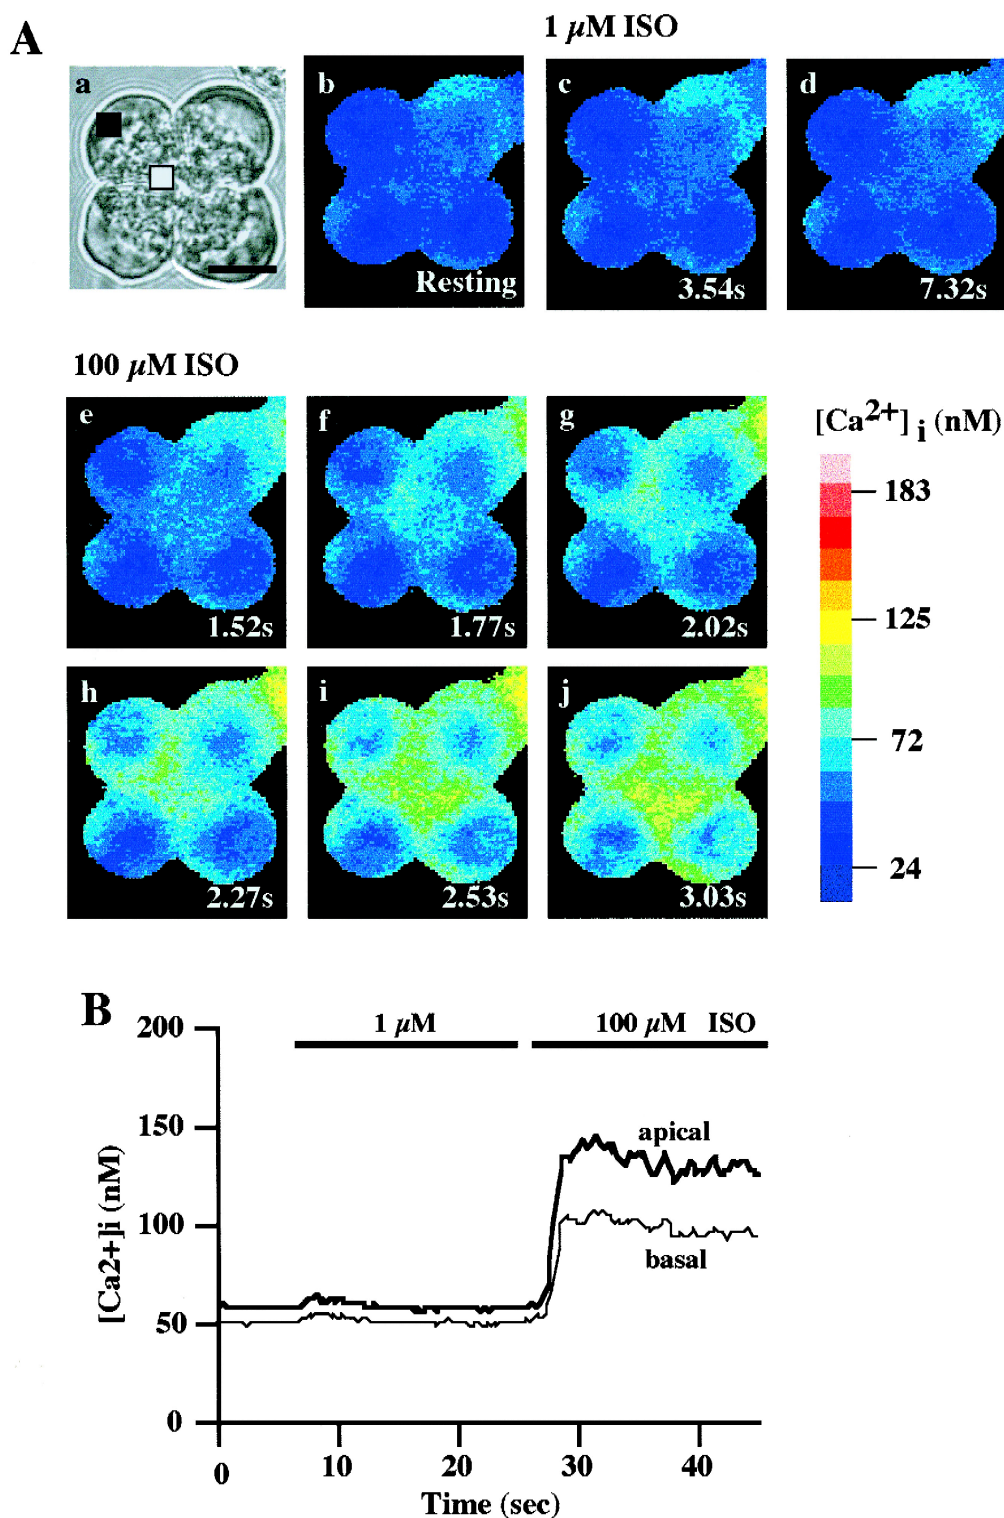 A
1 µM ISO
a
b
c
d
Resting
3.54s
7.32s
100 µM ISO
e
f
g
[Ca2+] i (nM)
183
125
72
24
1.52s
1.77s
2.02s
h
i
j
2.27s
2.53s
3.03s
B
1 µM
100 µM ISO
200
150
100
50
0
[Ca2+]i (nM)
apical
basal
0
10
20
30
40
Time (sec)